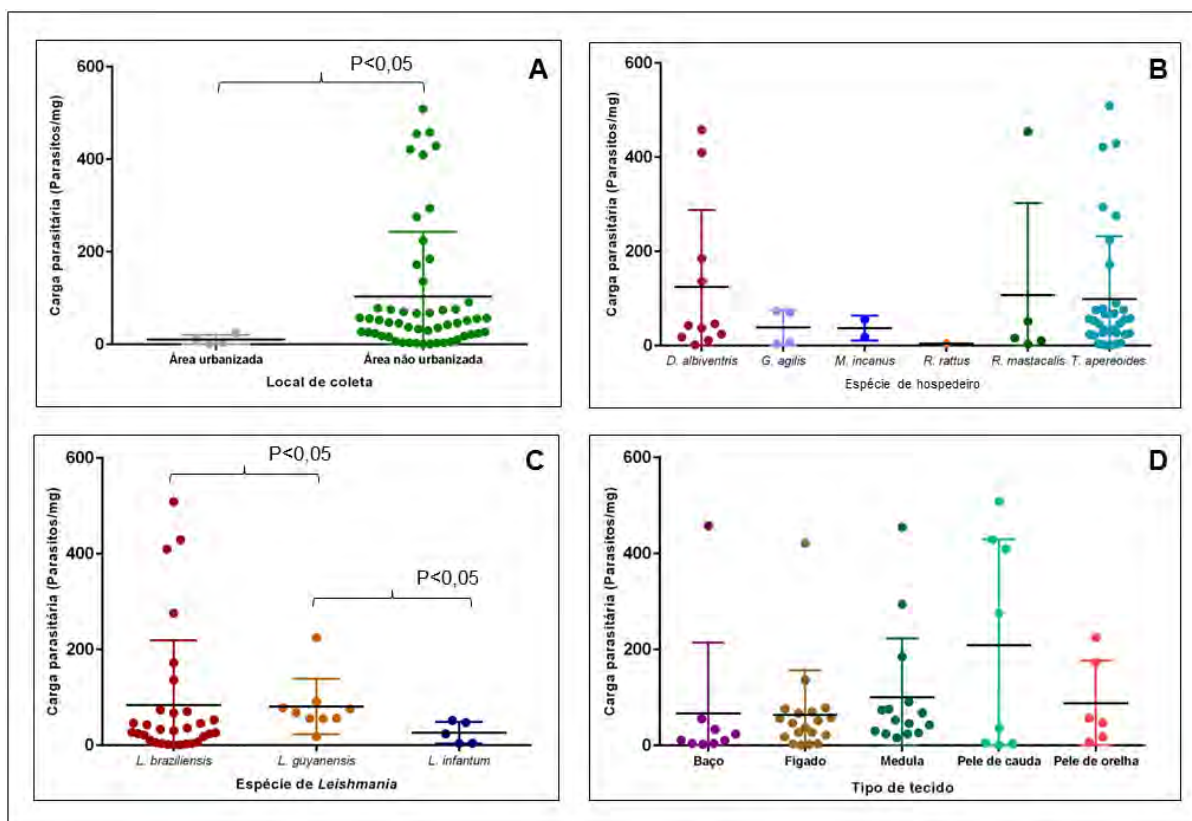 A
P<0,05
Carga parasitária (Parasitos/mg)
600
400
200
0
Área urbanizada
Área não urbanizada
Local de coleta
B
Carga parasitária (Parasitos/mg)
600
400
200
0
D. albiventris
G. agilis
M. incanus
R. rattus
R. mastacalis
T. apereoides
Espécie de hospedeiro
C
P<0,05
P<0,05
Carga parasitária (Parasitos/mg)
600
400
200
0
L. braziliensis
L. guyanensis
L. infantum
Espécie de Leishmania
D
Carga parasitária (Parasitos/mg)
600
400
200
0
Baço
Fígado
Medula
Pele de cauda
Pele de orelha
Tipo de tecido